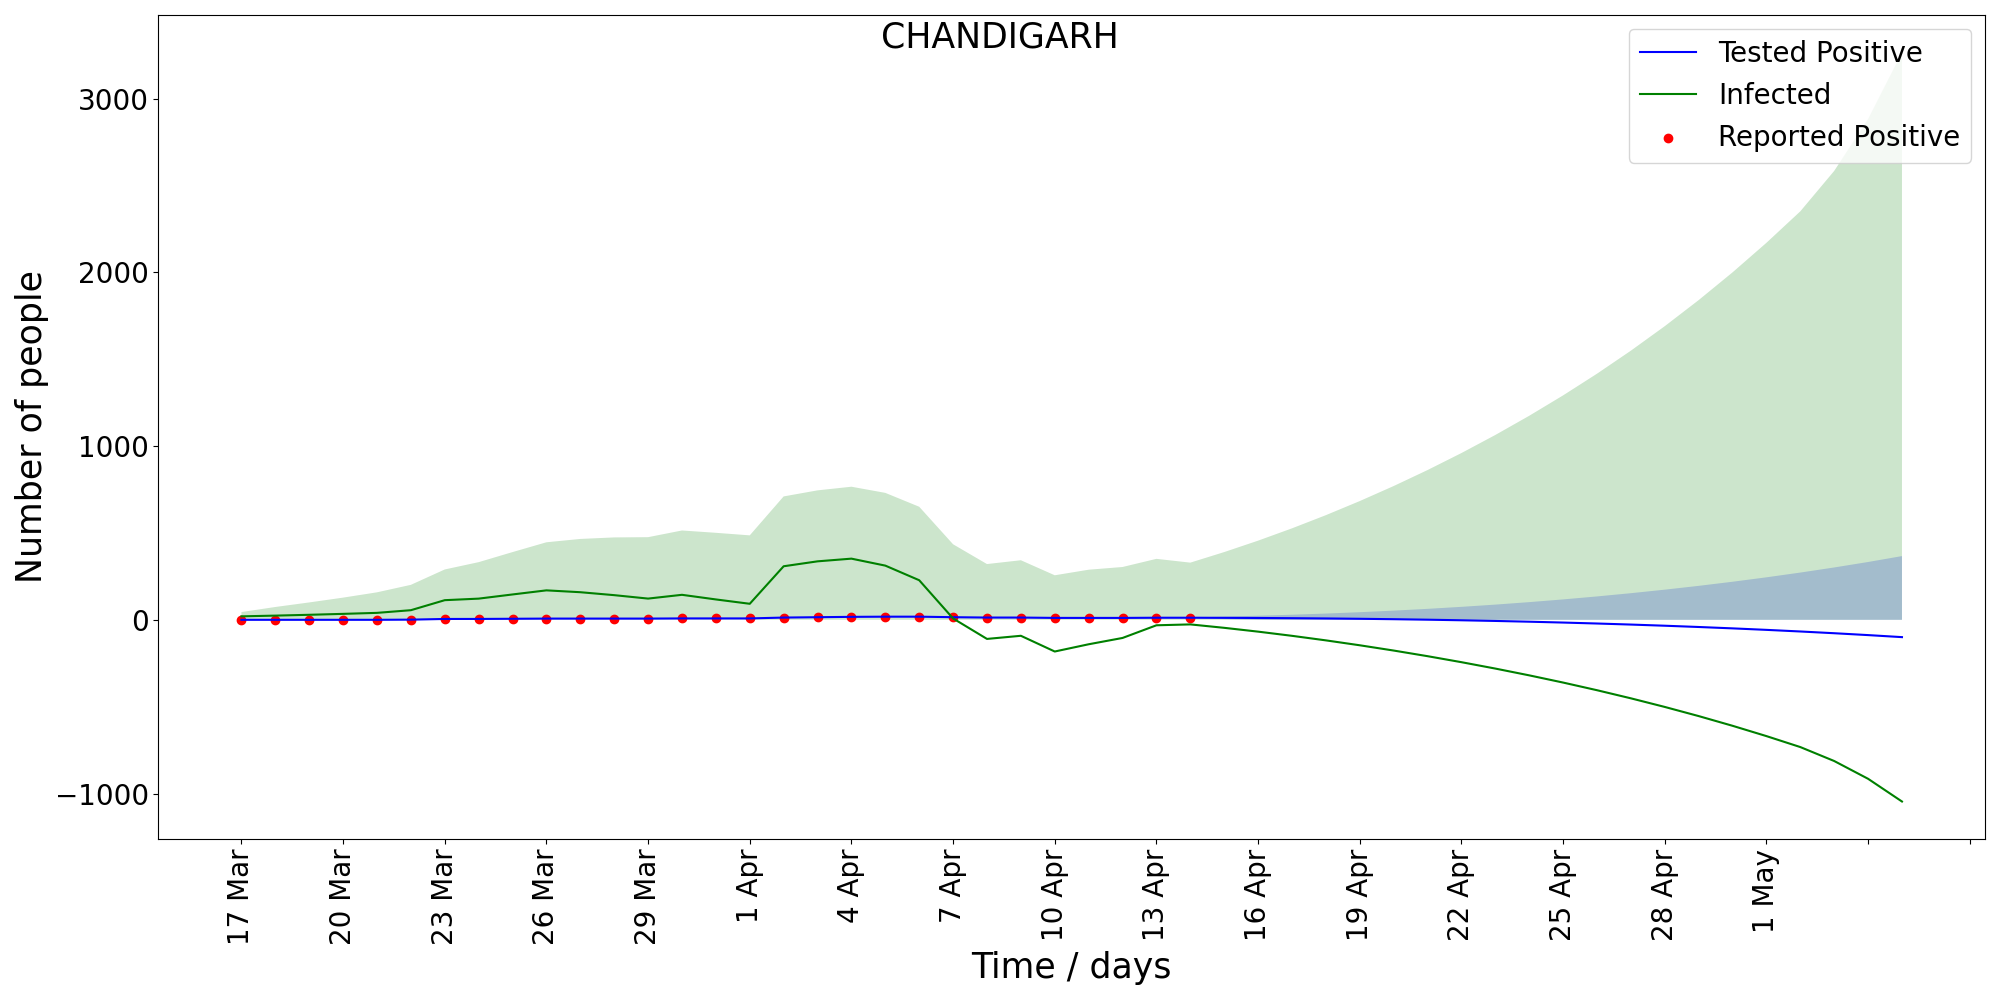 CHANDIGARH
Tested Positive
Infected
Reported Positive
Number of people
3000
2000
1000
0
−1000
17 Mar
20 Mar
23 Mar
26 Mar
29 Mar
1 Apr
4 Apr
7 Apr
10 Apr
13 Apr
16 Apr
19 Apr
22 Apr
25 Apr
28 Apr
1 May
Time / days